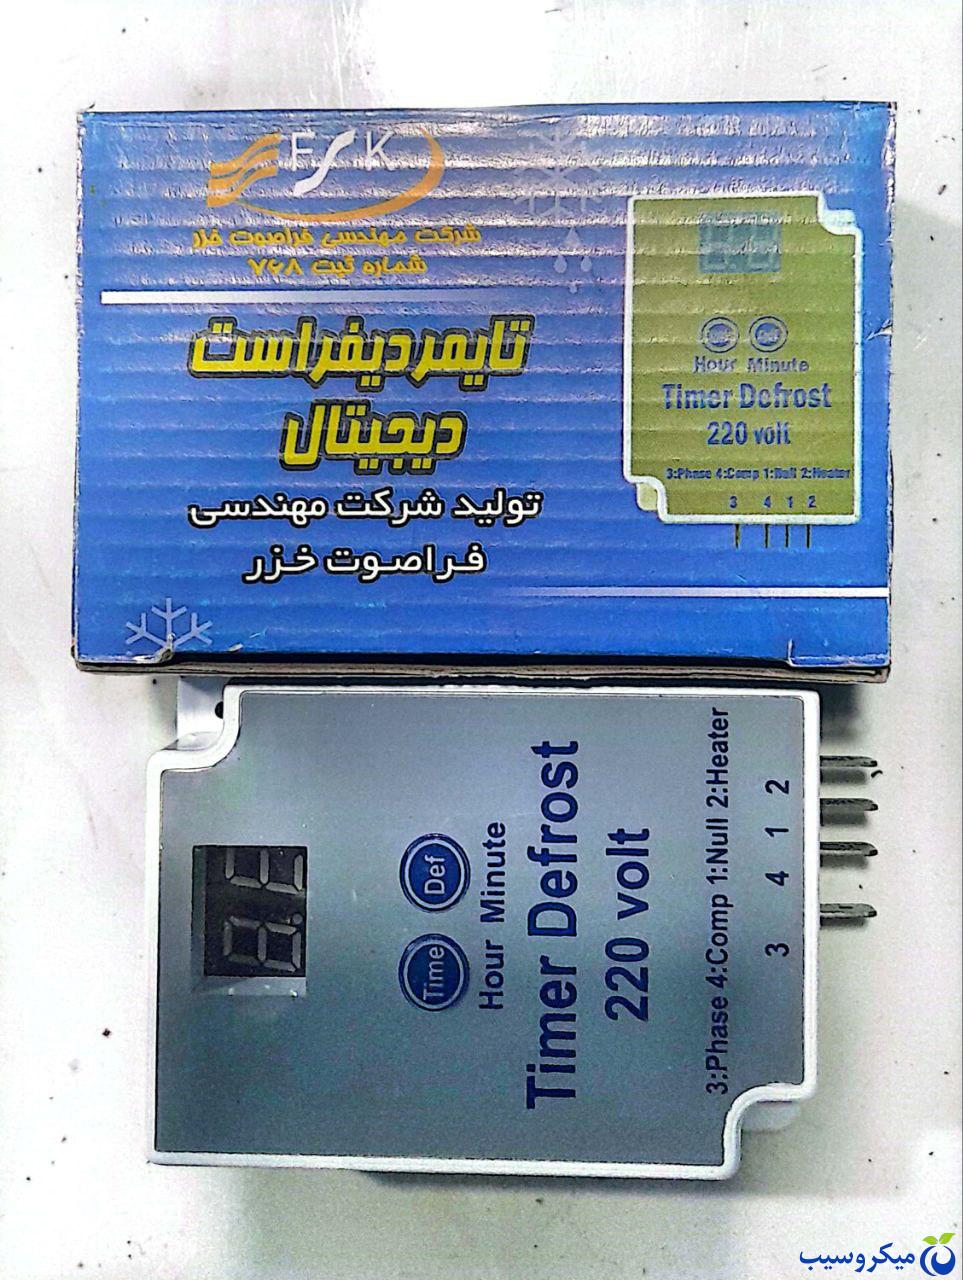 FSK
شرکت مهندسی فراصوت خزر
شماره ثبت ۷۶۸
تایمر دیفراست
دیجیتال
تولید شرکت مهندسی
فراصوت خزر
Hour Minute
Timer Defrost
220 volt
3:Phase 4:Comp 1:Null 2:Heater
3 4 1 2
Time Def
Hour Minute
Timer Defrost
220 volt
3:Phase 4:Comp 1:Null 2:Heater
3 4 1 2
میکروسیب